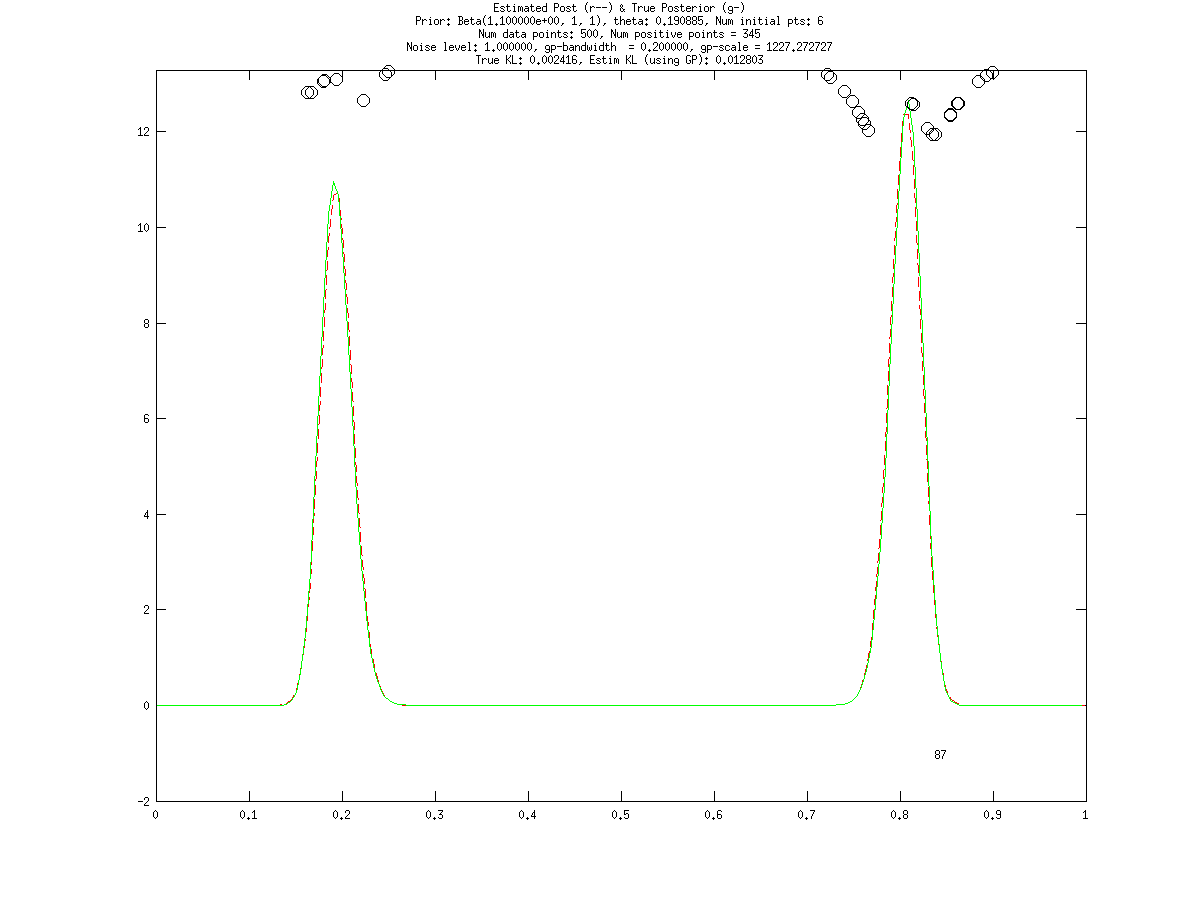 Estimated Post (r--) & True Posterior (g-)
Prior: Beta(1.100000e+00, 1, 1), theta: 0.190885, Num initial pts: 6
Num data points: 500, Num positive points = 345
Noise level: 1.000000, gp-bandwidth  = 0.200000, gp-scale = 1227.272727
True KL: 0.002416, Estim KL (using GP): 0.012803
12
10
8
6
4
2
0
87
-2
0 0.1 0.2 0.3 0.4 0.5 0.6 0.7 0.8 0.9 1